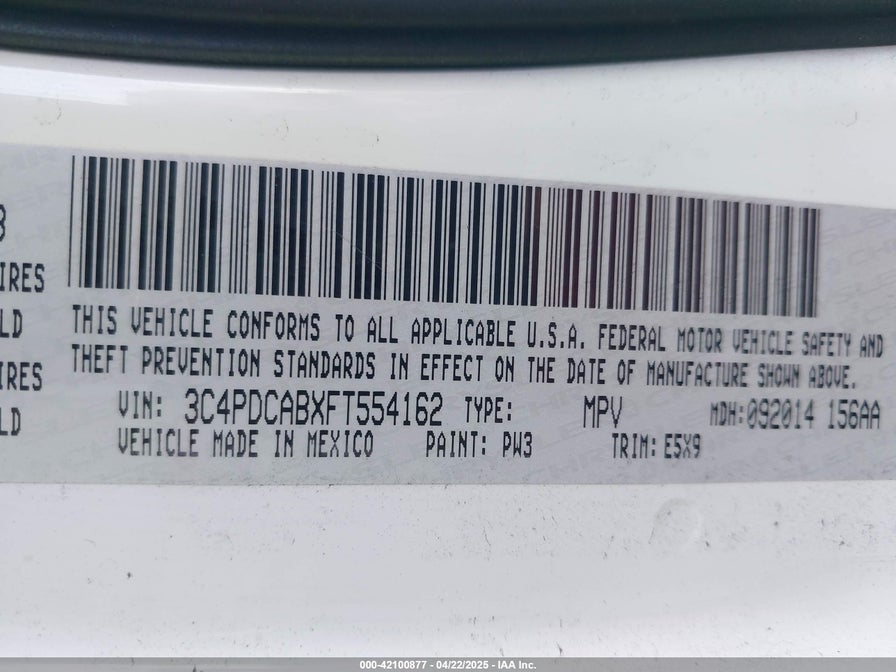 3
IRES
LD
IRES
LD
THIS VEHICLE CONFORMS TO ALL APPLICABLE U.S.A. FEDERAL MOTOR VEHICLE SAFETY AND
THEFT PREVENTION STANDARDS IN EFFECT ON THE DATE OF MANUFACTURE SHOWN ABOVE.
VIN: 3C4PDCABXFT554162 TYPE: MPV MDH:092014 156AA
VEHICLE MADE IN MEXICO PAINT: PW3 TRIM: E5X9
000-42100877 - 04/22/2025 - IAA Inc.